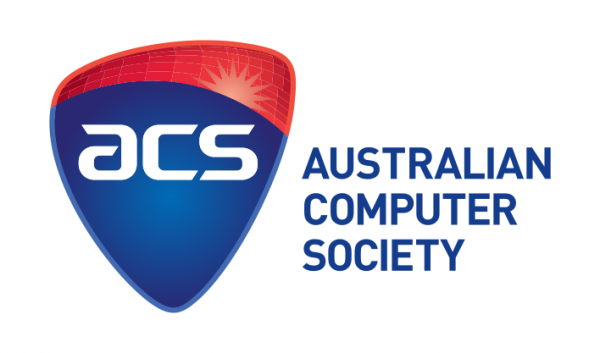 acs
AUSTRALIAN
COMPUTER
SOCIETY